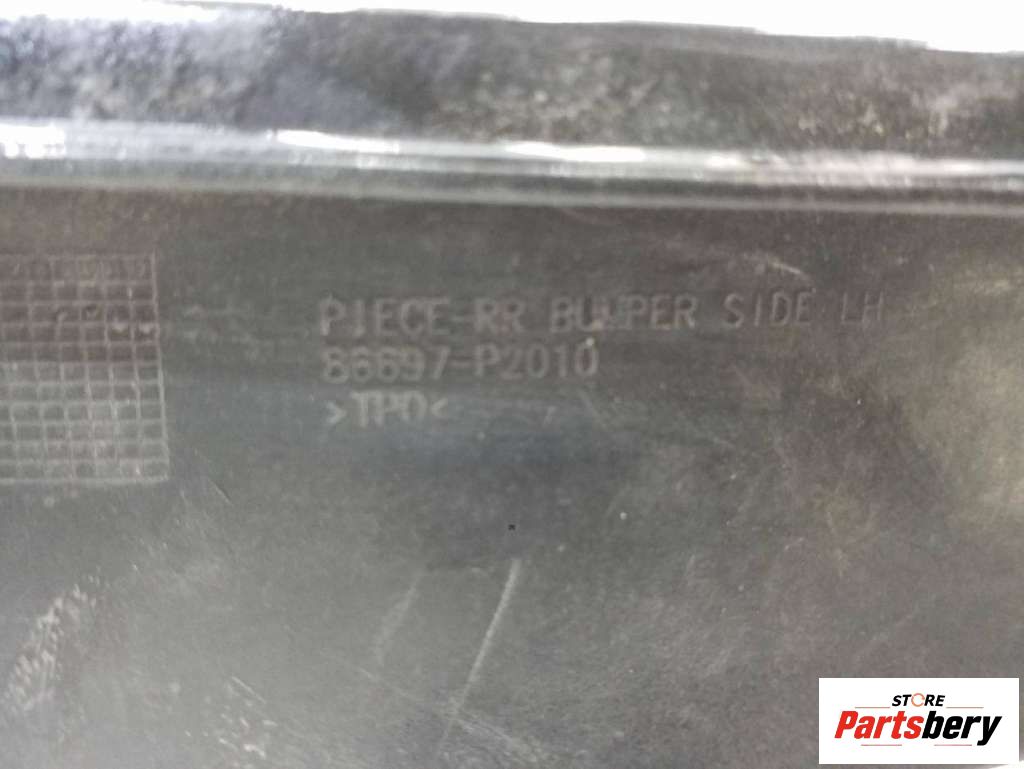 PIECE-RR BUMPER SIDE LH
86697-P2010
>TPO<
STORE
Partsbery